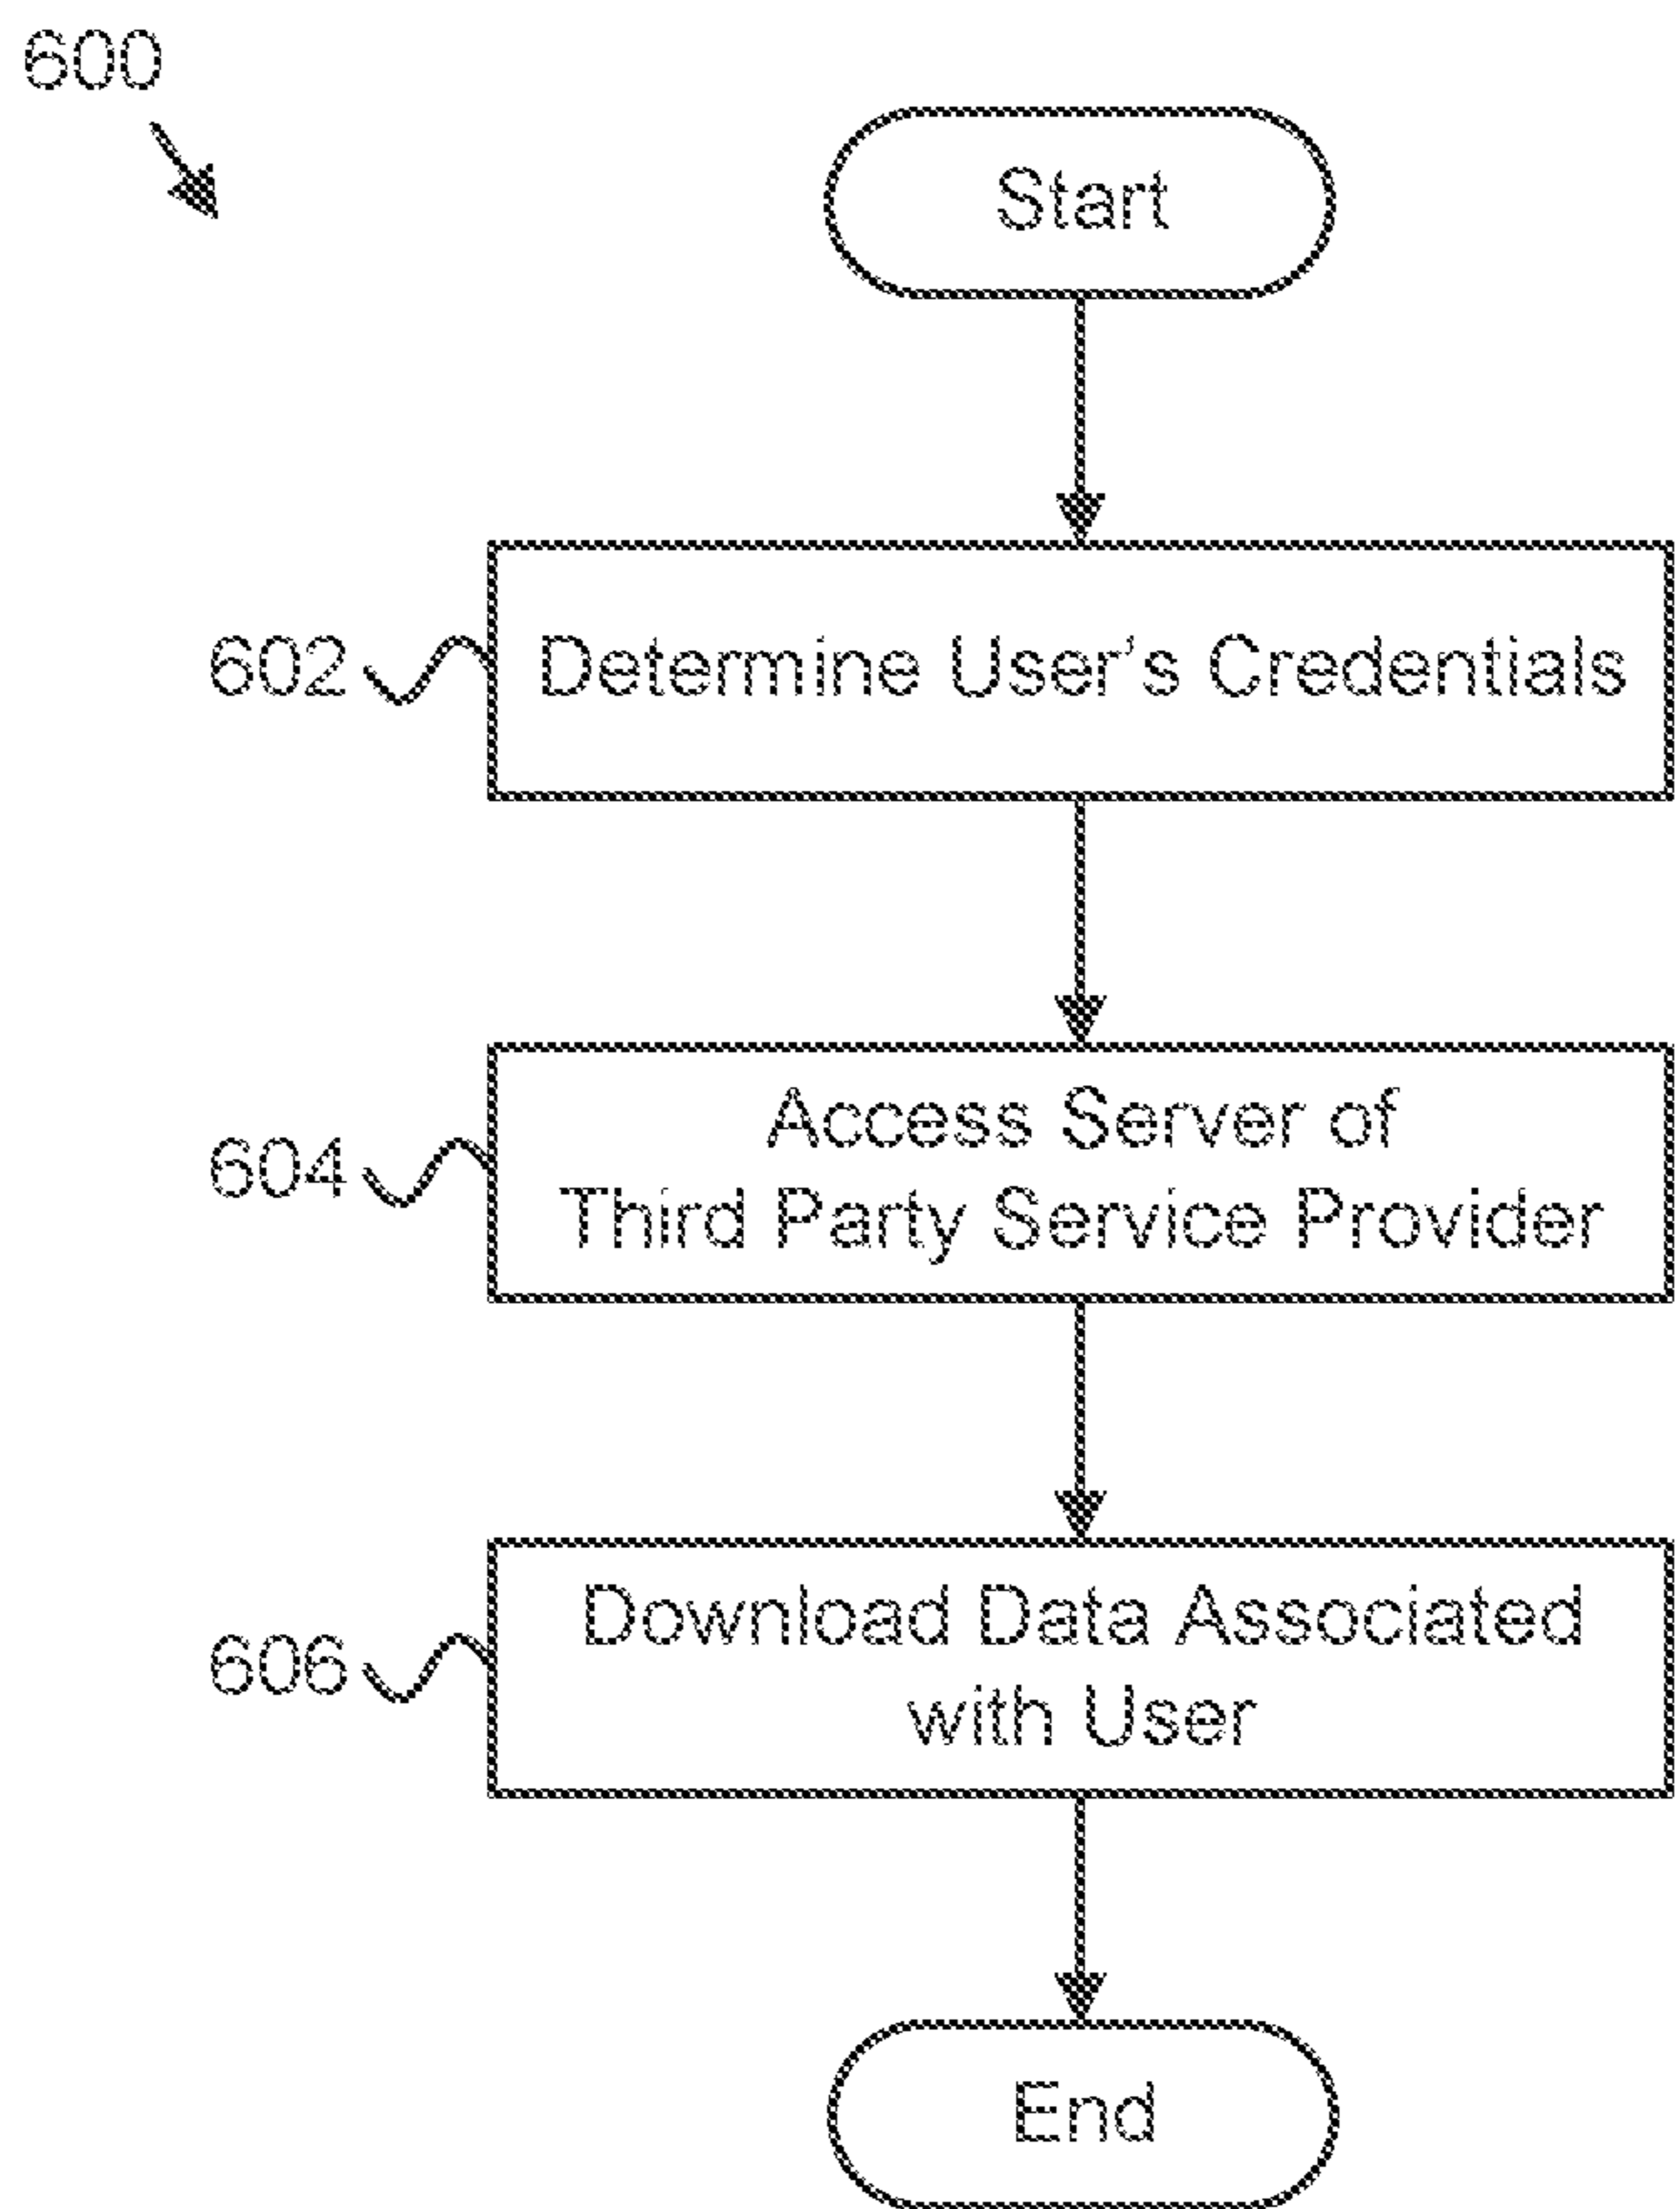 600
Start
602
Determine User's Credentials
604
Access Server of
Third Party Service Provider
606
Download Data Associated
with User
End